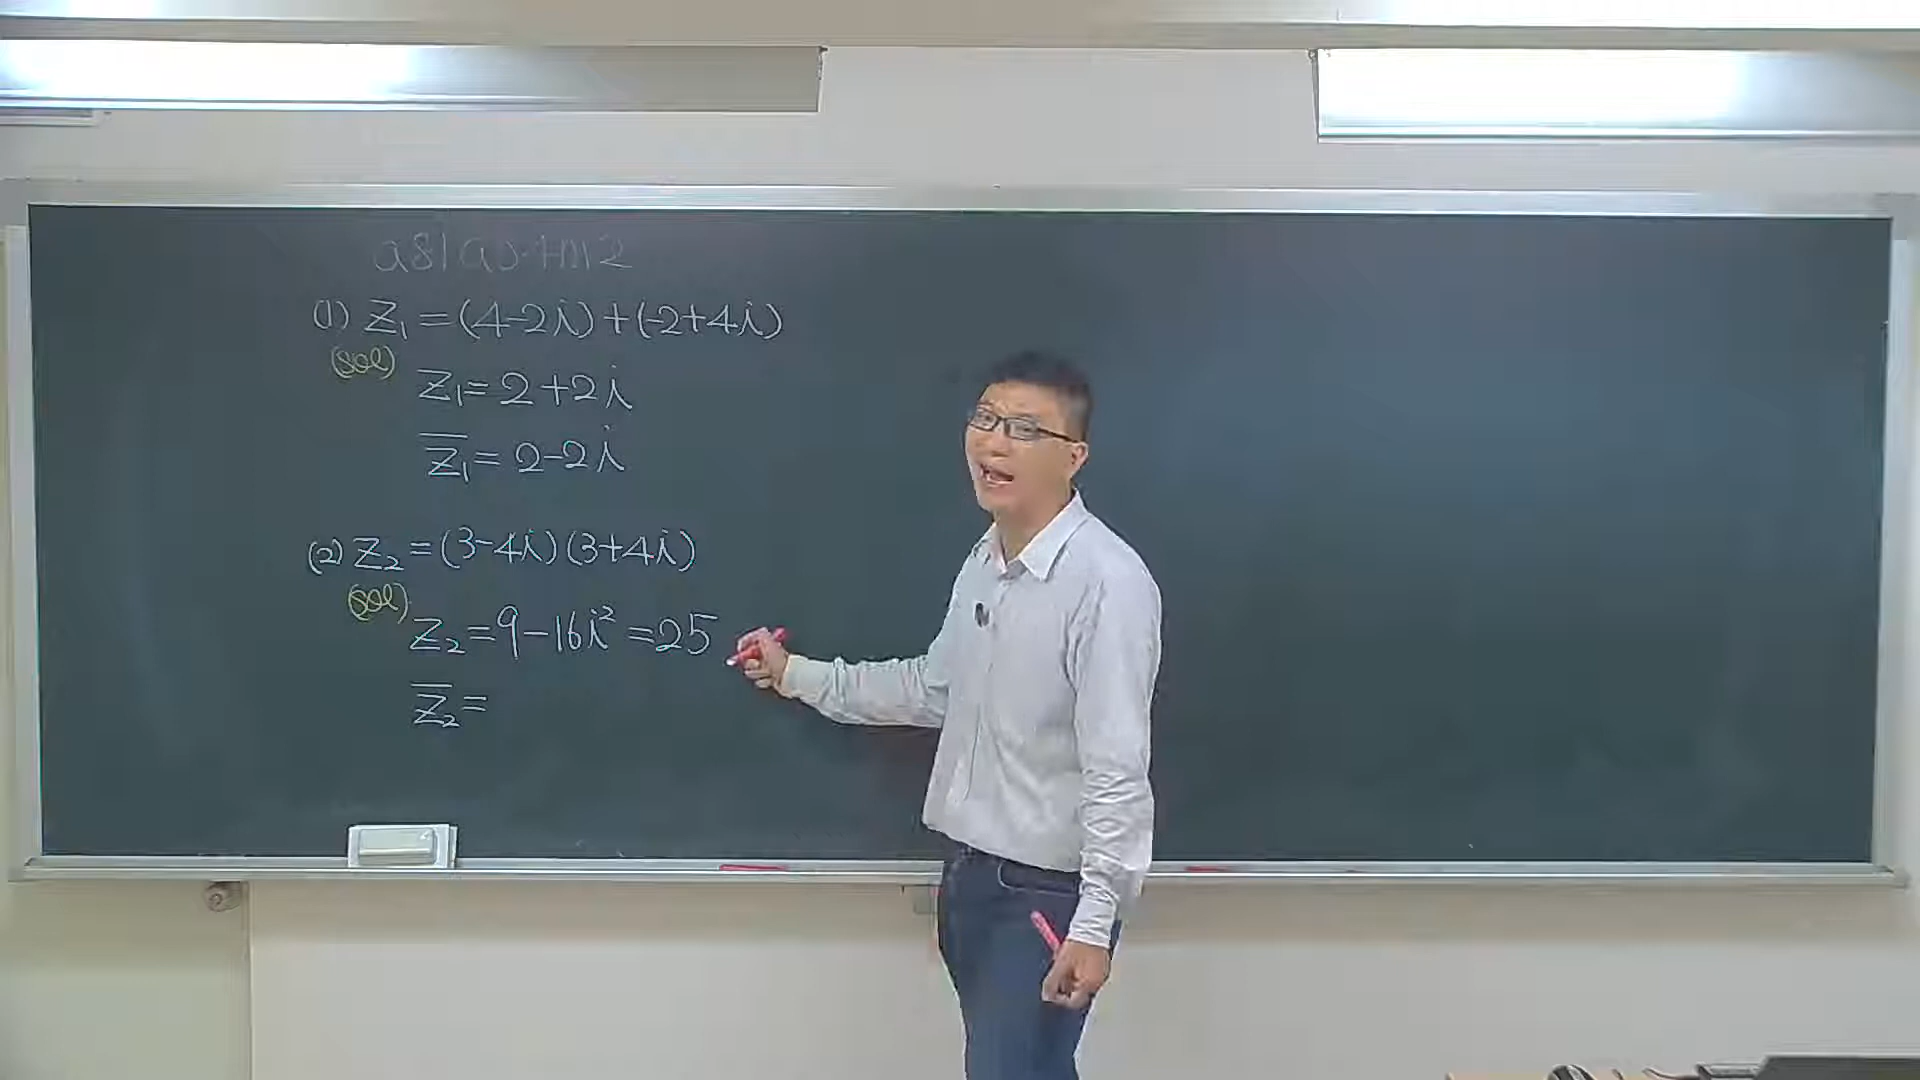 (1) Z₁ = (4-2i)+(-2+4i)
(sol)
Z₁ = 2+2i
Z̅₁ = 2-2i
(2) Z₂ = (3-4i)(3+4i)
(sol)
Z₂ = 9-16i² = 25
Z̅₂ =